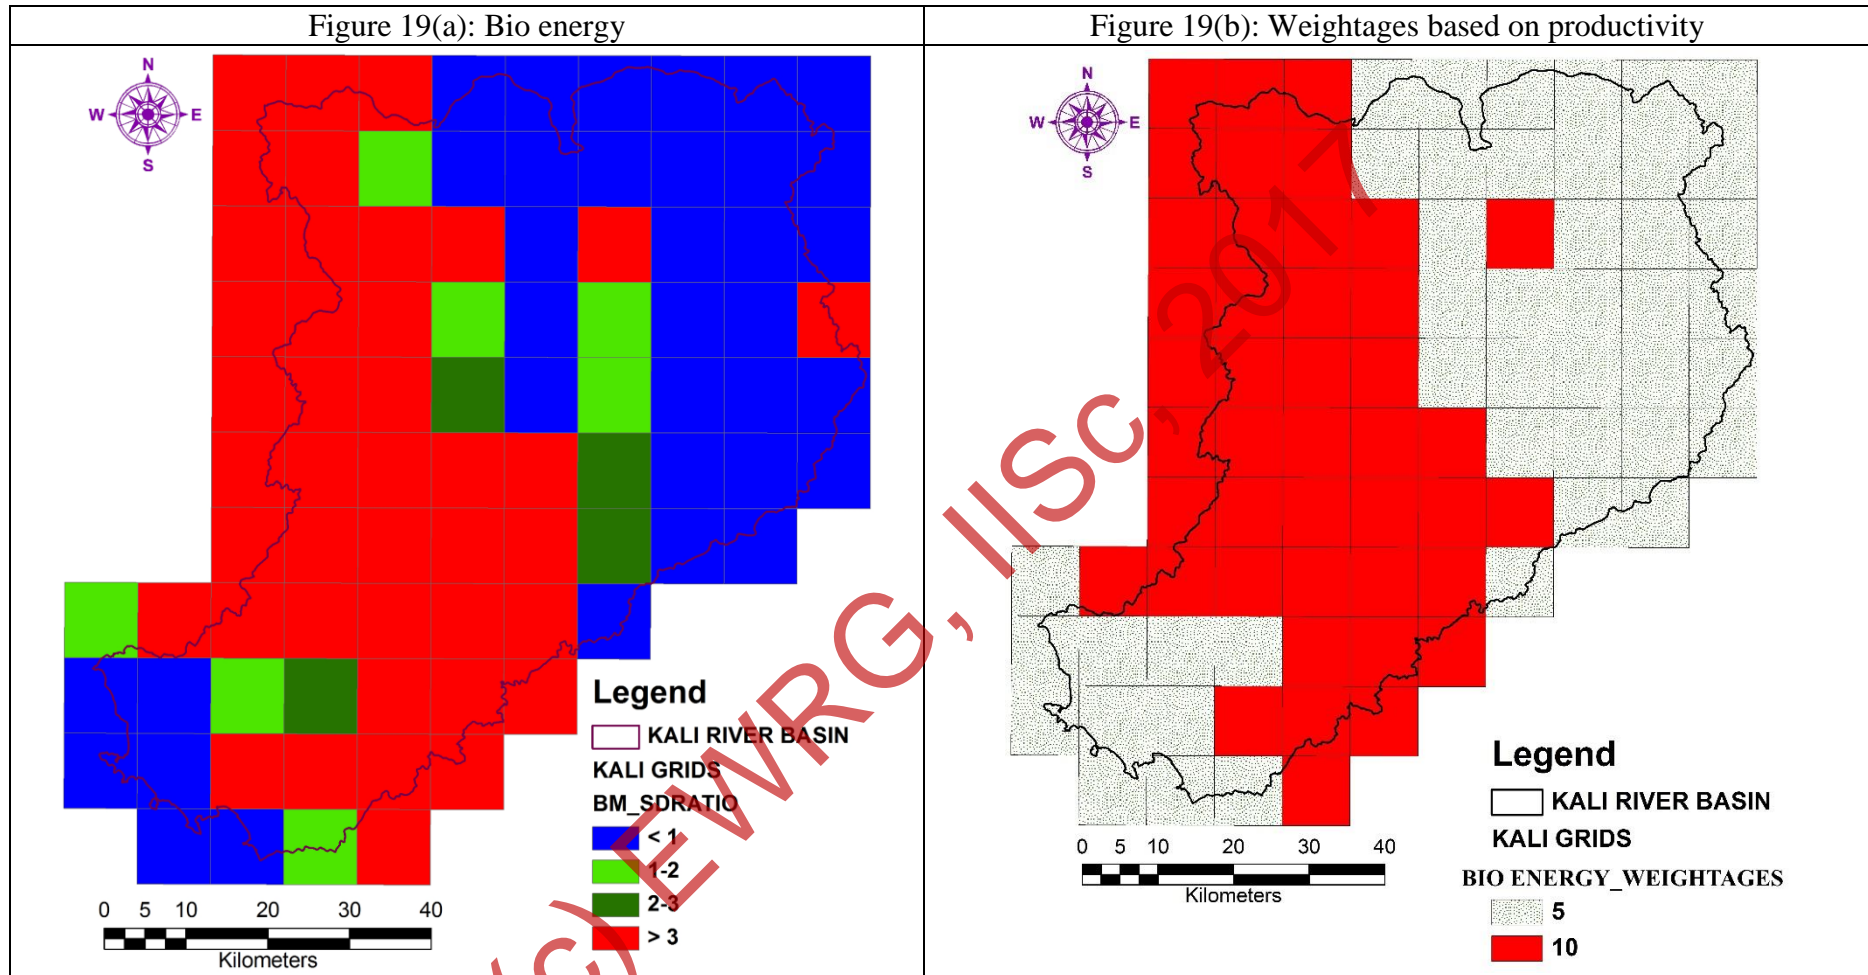 Figure 19(a): Bio energy
Figure 19(b): Weightages based on productivity
N
W E
S
N
W E
S
Legend
KALI RIVER BASIN
KALI GRIDS
BM_SDRATIO
< 1
1-2
2-3
> 3
0 5 10 20 30 40
Kilometers
Legend
KALI RIVER BASIN
KALI GRIDS
BIO ENERGY_WEIGHTAGES
5
10
0 5 10 20 30 40
Kilometers
(c) EWRG, IISc, 2017